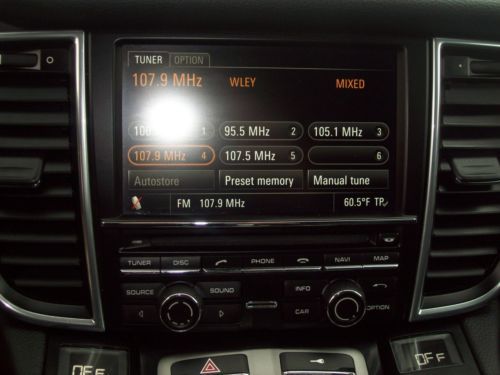 TUNER OPTION
107.9 MHz WLEY MIXED
1 95.5 MHz 2 105.1 MHz 3
107.9 MHz 4 107.5 MHz 5 6
Autostore Preset memory Manual tune
FM 107.9 MHz 60.5°F TP
TUNER DISC PHONE NAVI MAP
SOURCE SOUND INFO
CAR OPTION
OFF OFF